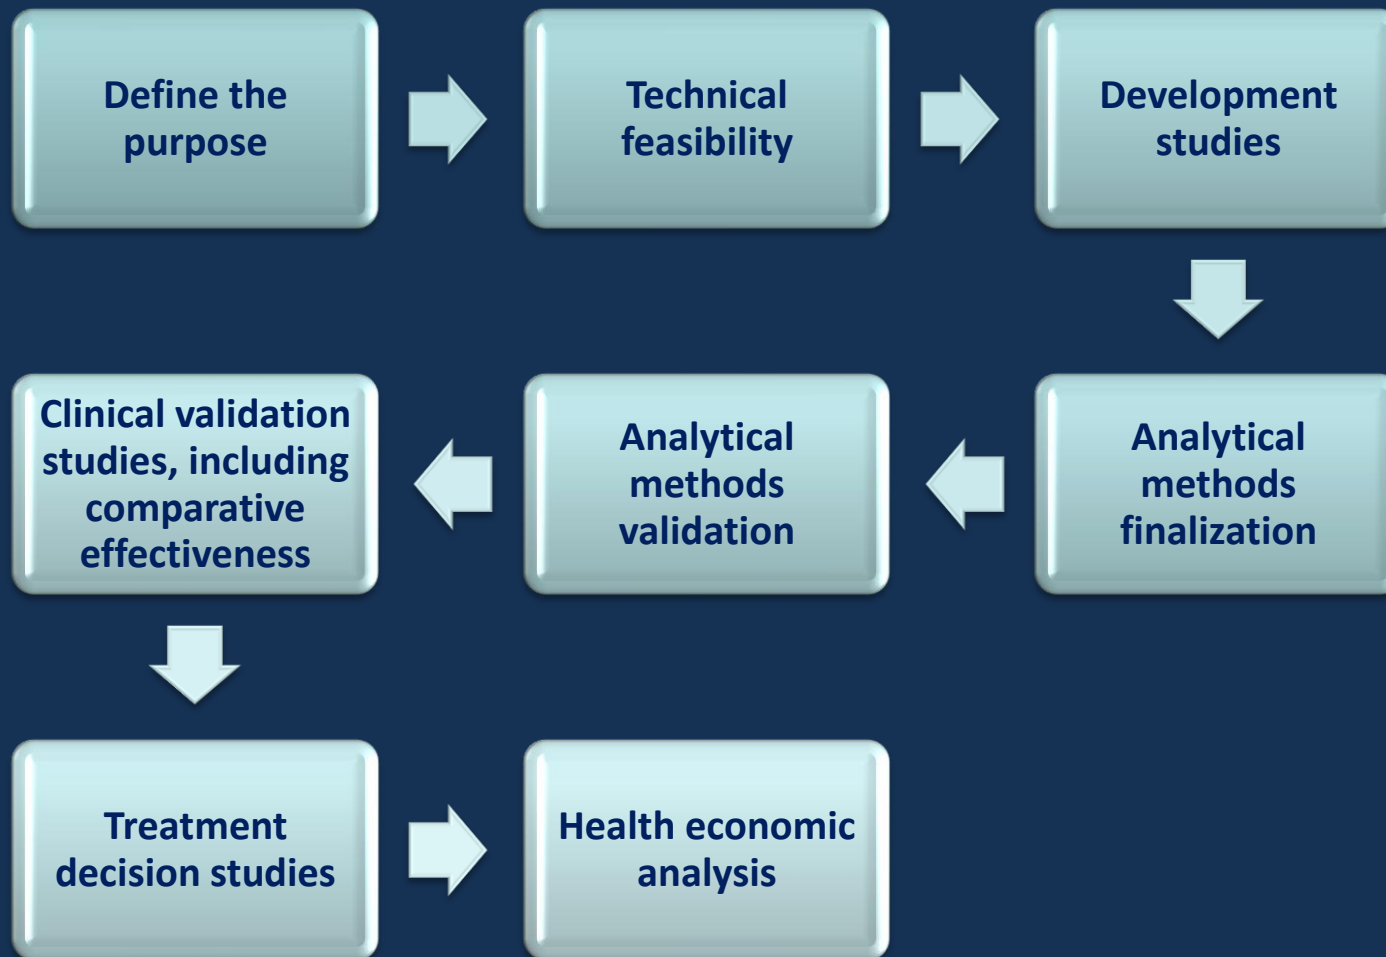 Define the
purpose
Technical
feasibility
Development
studies
Analytical
methods
finalization
Analytical
methods
validation
Clinical validation
studies, including
comparative
effectiveness
Treatment
decision studies
Health economic
analysis